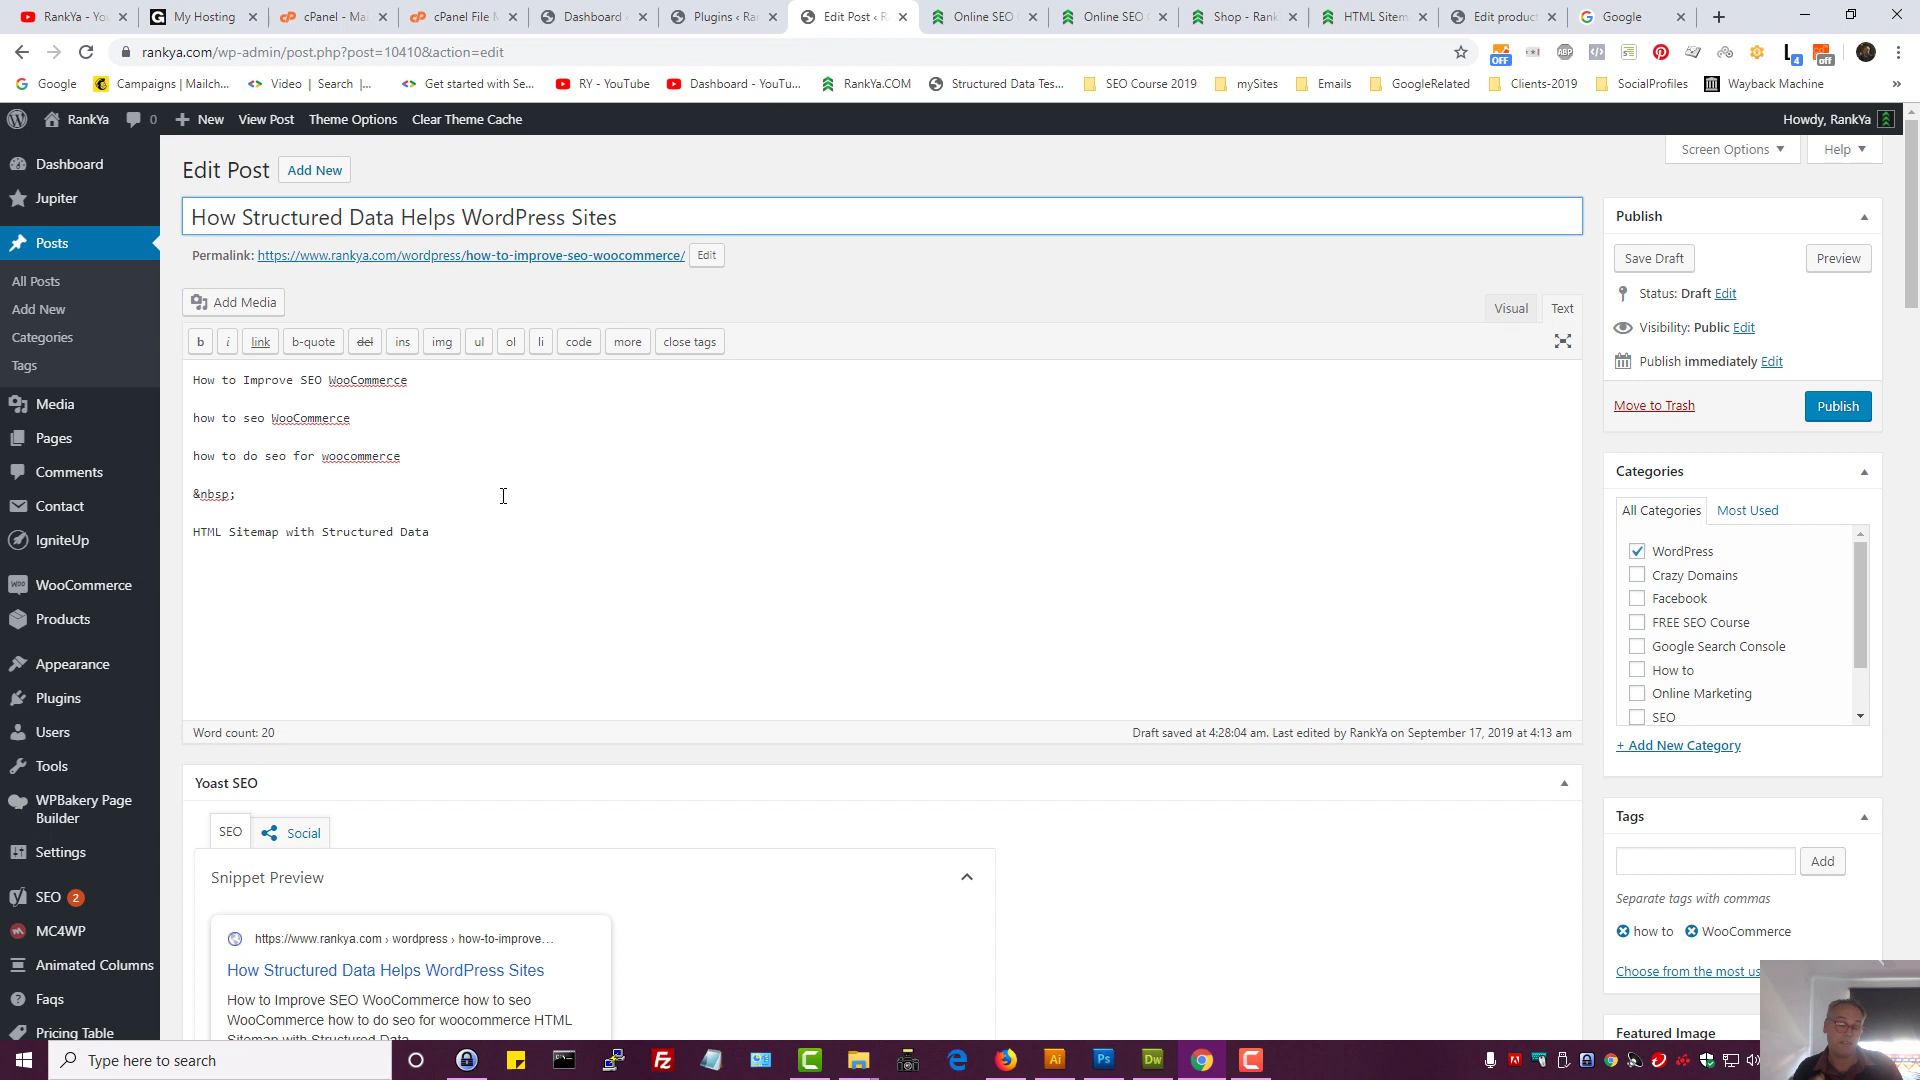 RankYa - You
My Hosting
cPanel - Ma
cPanel File M
Dashboard ‹
Plugins ‹ Ra
Edit Post ‹ R
Online SEO
Online SEO
Shop - Rank
HTML Sitem
Edit product
Google
rankya.com/wp-admin/post.php?post=10410&action=edit
OFF
ABP
4
off
Google
Campaigns | Mailch...
Video | Search |...
Get started with Se...
RY - YouTube
Dashboard - YouTu...
RankYa.COM
Structured Data Tes...
SEO Course 2019
mySites
Emails
GoogleRelated
Clients-2019
SocialProfiles
Wayback Machine
»
RankYa
0
New
View Post
Theme Options
Clear Theme Cache
Howdy, RankYa
Screen Options
Help
Dashboard
Jupiter
Posts
All Posts
Add New
Categories
Tags
Media
Pages
Comments
Contact
IgniteUp
WooCommerce
Products
Appearance
Plugins
Users
Tools
WPBakery Page
Builder
Settings
SEO 2
MC4WP
Animated Columns
Faqs
Pricing Table
Edit Post
Add New
How Structured Data Helps WordPress Sites
Permalink: https://www.rankya.com/wordpress/how-to-improve-seo-woocommerce/ Edit
Add Media
Visual
Text
b
i
link
b-quote
del
ins
img
ul
ol
li
code
more
close tags
How to Improve SEO WooCommerce
how to seo WooCommerce
how to do seo for woocommerce
&nbsp;
HTML Sitemap with Structured Data
Word count: 20
Draft saved at 4:28:04 am. Last edited by RankYa on September 17, 2019 at 4:13 am
Yoast SEO
SEO
Social
Snippet Preview
https://www.rankya.com › wordpress › how-to-improve...
How Structured Data Helps WordPress Sites
How to Improve SEO WooCommerce how to seo
WooCommerce how to do seo for woocommerce HTML
Sitemap with Structured Data
Publish
Save Draft
Preview
Status: Draft Edit
Visibility: Public Edit
Publish immediately Edit
Move to Trash
Publish
Categories
All Categories
Most Used
WordPress
Crazy Domains
Facebook
FREE SEO Course
Google Search Console
How to
Online Marketing
SEO
+ Add New Category
Tags
Add
Separate tags with commas
how to
WooCommerce
Choose from the most us
Featured Image
Type here to search
Ai
Ps
Dw